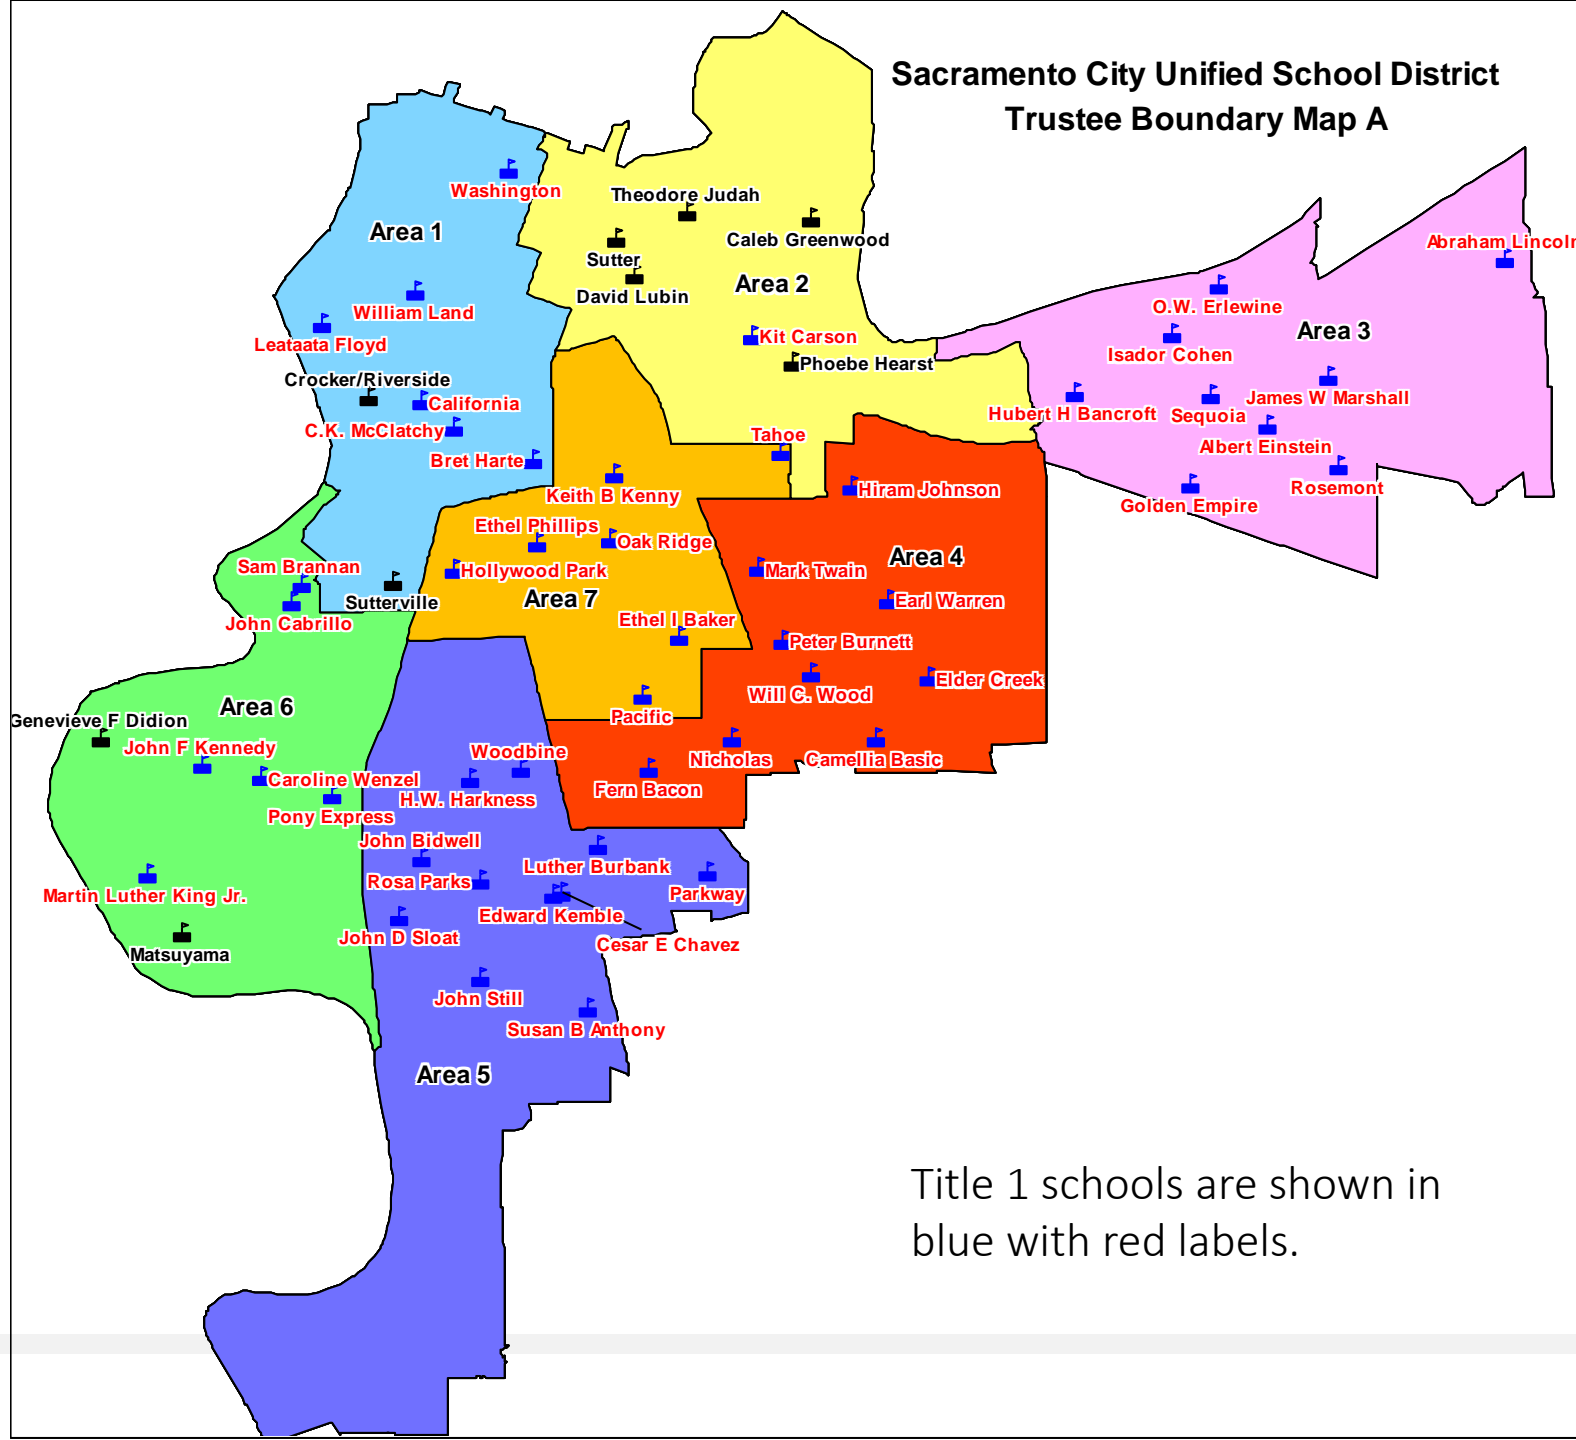 Sacramento City Unified School District
Trustee Boundary Map A
Washington
Theodore Judah
Area 1
Caleb Greenwood
Sutter
Area 2
David Lubin
Abraham Lincoln
O.W. Erlewine
William Land
Area 3
Leataata Floyd
Kit Carson
Isador Cohen
Phoebe Hearst
Crocker/Riverside
California
James W Marshall
Hubert H Bancroft
Sequoia
C.K. McClatchy
Tahoe
Albert Einstein
Bret Harte
Rosemont
Hiram Johnson
Keith B Kenny
Golden Empire
Ethel Phillips
Oak Ridge
Area 4
Sam Brannan
Hollywood Park
Mark Twain
Area 7
Sutterville
Earl Warren
John Cabrillo
Ethel I Baker
Peter Burnett
Elder Creek
Will C. Wood
Area 6
Pacific
Genevieve F Didion
John F Kennedy
Woodbine
Nicholas
Camellia Basic
Caroline Wenzel
Fern Bacon
H.W. Harkness
Pony Express
John Bidwell
Luther Burbank
Rosa Parks
Parkway
Martin Luther King Jr.
Edward Kemble
John D Sloat
Cesar E Chavez
Matsuyama
John Still
Susan B Anthony
Area 5
Title 1 schools are shown in
blue with red labels.